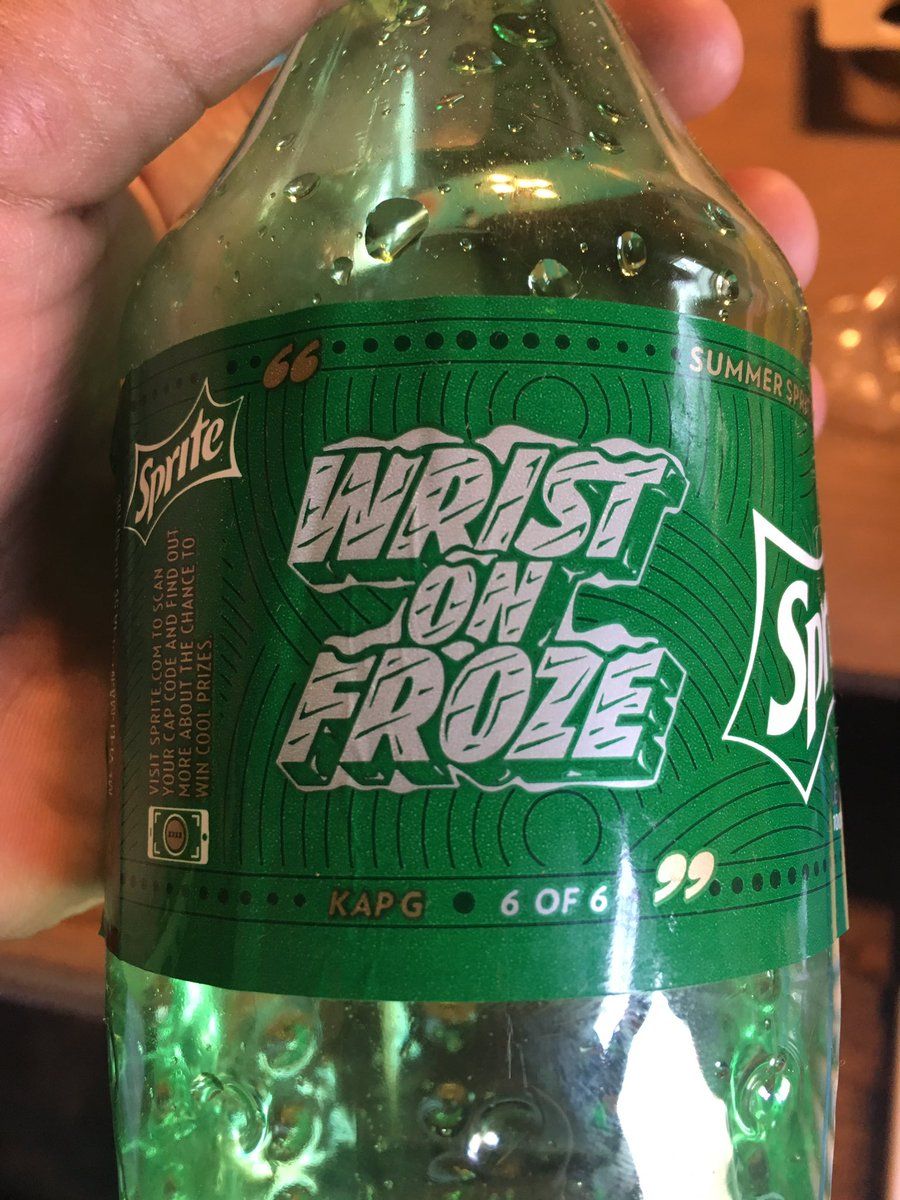 “
SUMMER
Sprite
WRIST
ON
FROZE
VISIT SPRITE.COM TO SCAN
YOUR CAP CODE AND FIND OUT
MORE ABOUT THE CHANCE TO
WIN COOL PRIZES.
KAP G • 6 OF 6
”